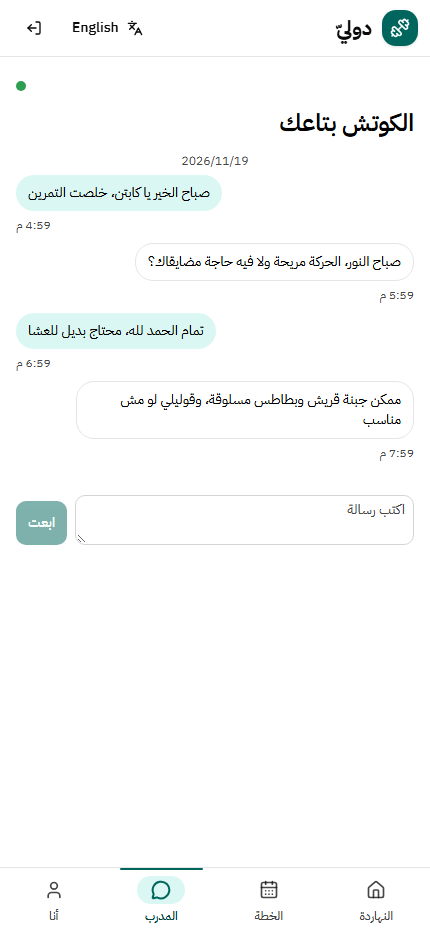 دوليّ
English
الكوتش بتاعك
2026/11/19
صباح الخير يا كابتن، خلصت التمرين
4:59 م
صباح النور، الحركة مريحة ولا فيه حاجة مضايقاك؟
5:59 م
تمام الحمد لله، محتاج بديل للعشا
6:59 م
ممكن جبنة قريش وبطاطس مسلوقة، وقوليلي لو مش
مناسب
7:59 م
اكتب رسالة
ابعت
النهاردة
الخطة
المدرب
أنا